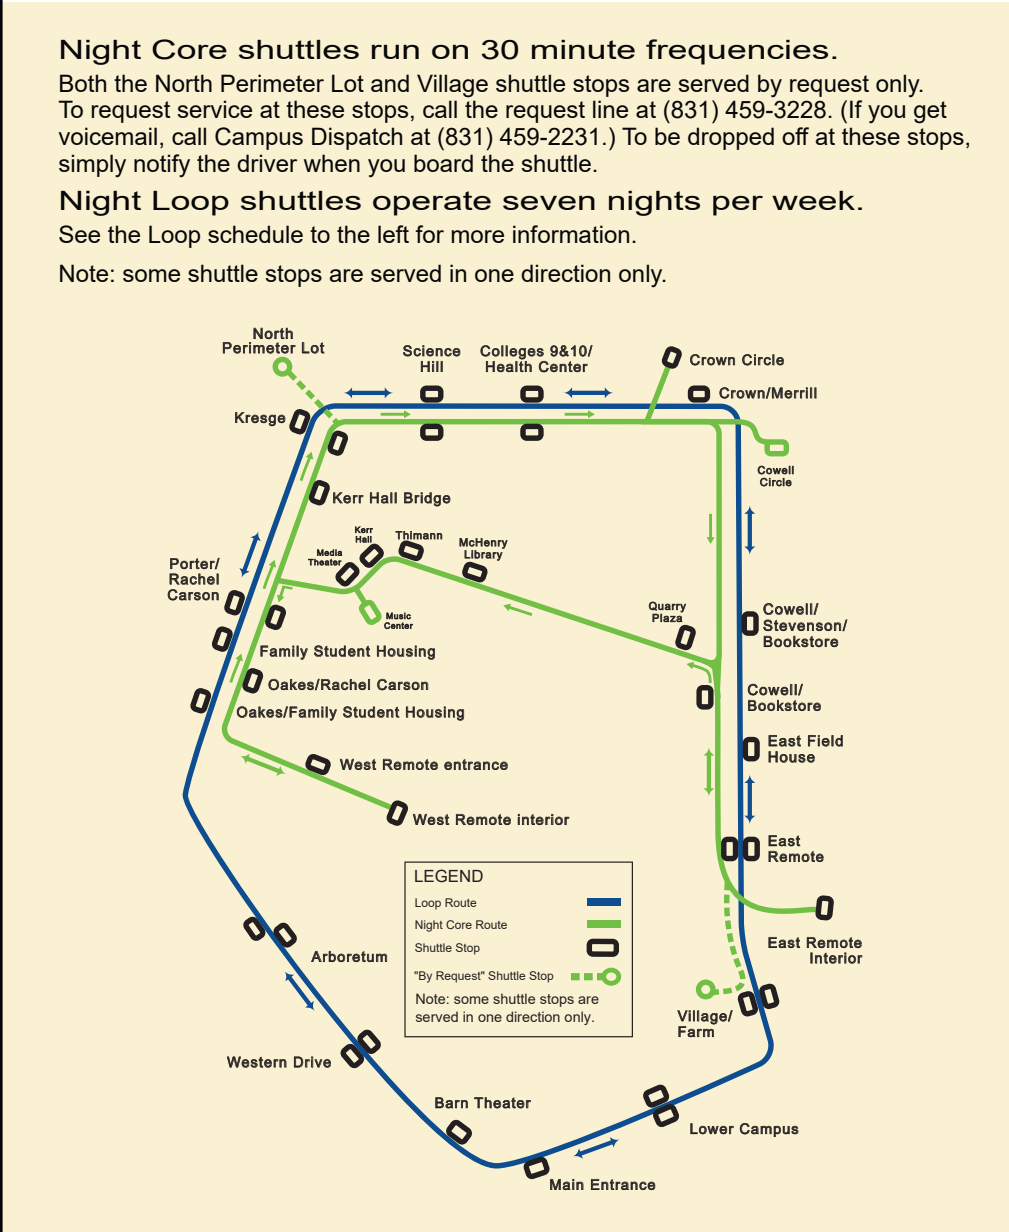 Night Core shuttles run on 30 minute frequencies.
Both the North Perimeter Lot and Village shuttle stops are served by request only.
To request service at these stops, call the request line at (831) 459-3228. (If you get
voicemail, call Campus Dispatch at (831) 459-2231.) To be dropped off at these stops,
simply notify the driver when you board the shuttle.
Night Loop shuttles operate seven nights per week.
See the Loop schedule to the left for more information.
Note: some shuttle stops are served in one direction only.
North
Perimeter Lot
Science
Hill
Colleges 9&10/
Health Center
Crown Circle
Crown/Merrill
Kresge
Cowell
Circle
Kerr Hall Bridge
Kerr
Hall
Thimann
McHenry
Library
Media
Theater
Porter/
Rachel
Carson
Music
Center
Quarry
Plaza
Cowell/
Stevenson/
Bookstore
Family Student Housing
Oakes/Rachel Carson
Oakes/Family Student Housing
Cowell/
Bookstore
East Field
House
West Remote entrance
West Remote interior
East
Remote
LEGEND
Loop Route
Night Core Route
Shuttle Stop
"By Request" Shuttle Stop
Note: some shuttle stops are
served in one direction only.
East Remote
Interior
Arboretum
Village/
Farm
Western Drive
Barn Theater
Lower Campus
Main Entrance